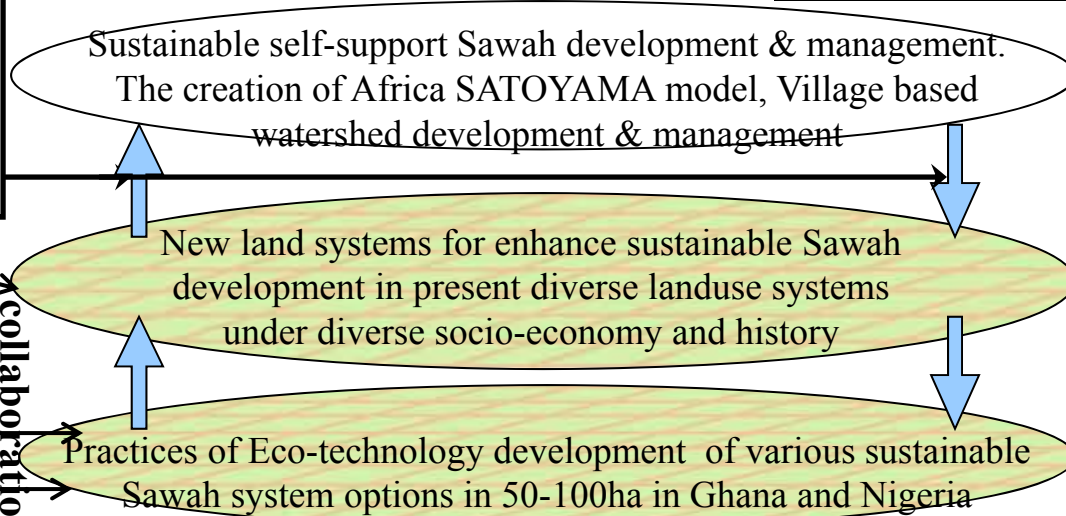 Sustainable self-support Sawah development & management.
The creation of Africa SATOYAMA model, Village based
watershed development & management
New land systems for enhance sustainable Sawah
development in present diverse landuse systems
under diverse socio-economy and history
collaboratio
Practices of Eco-technology development of various sustainable
Sawah system options in 50-100ha in Ghana and Nigeria